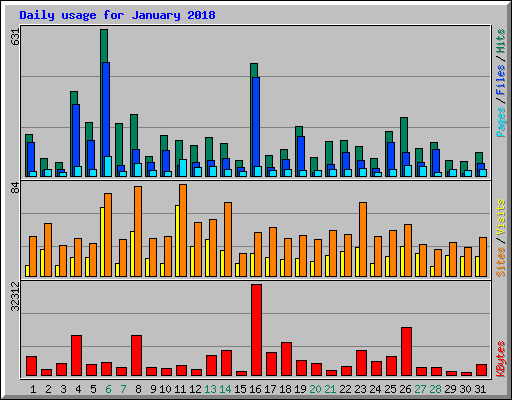 Daily usage for January 2018
631
84
32312
Pages / Files / Hits
Sites / Visits
KBytes
1 2 3 4 5 6 7 8 9 10 11 12 13 14 15 16 17 18 19 20 21 22 23 24 25 26 27 28 29 30 31